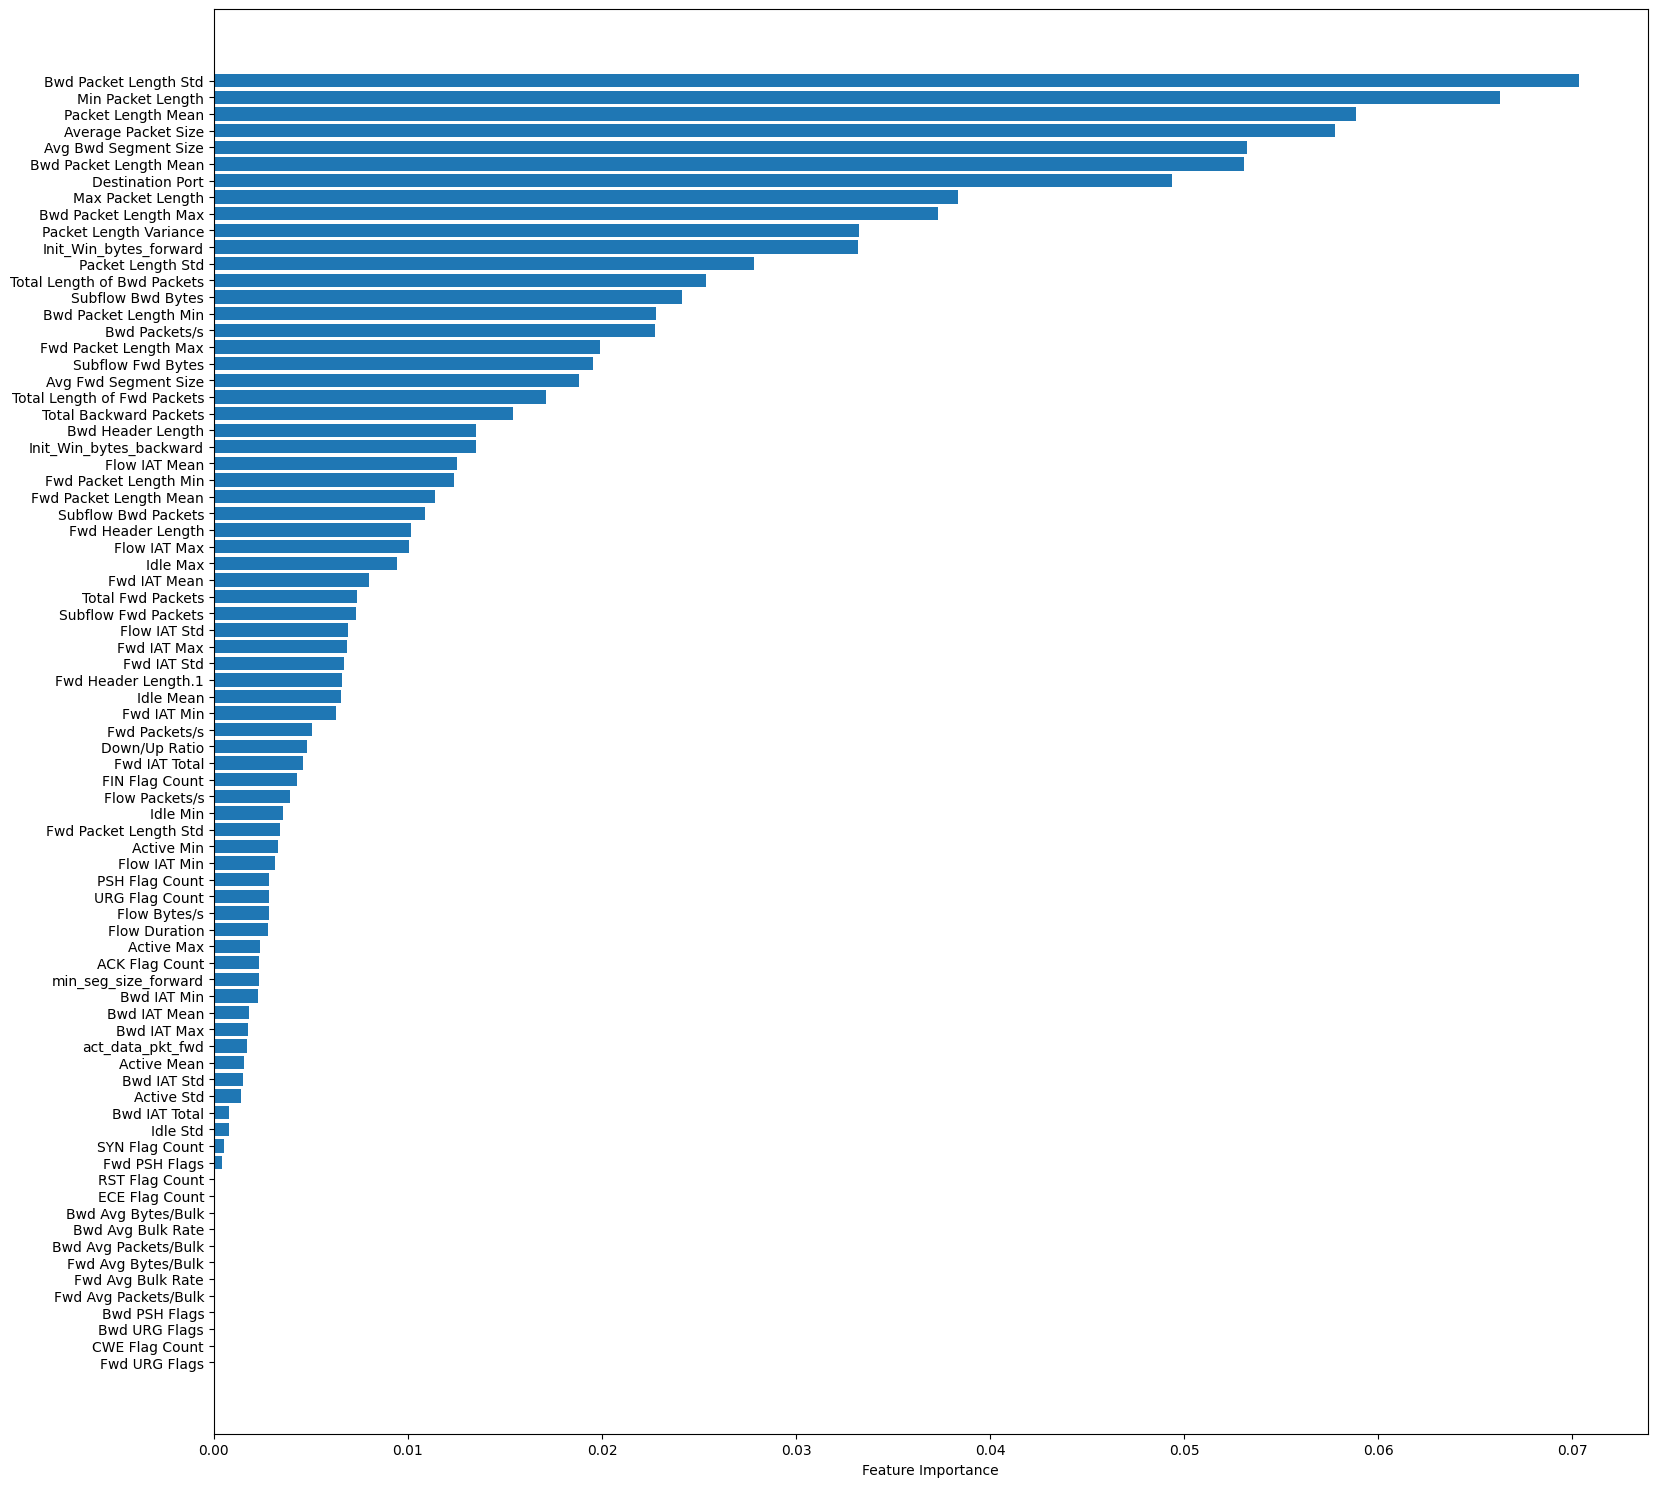 Bwd Packet Length Std
Min Packet Length
Packet Length Mean
Average Packet Size
Avg Bwd Segment Size
Bwd Packet Length Mean
Destination Port
Max Packet Length
Bwd Packet Length Max
Packet Length Variance
Init_Win_bytes_forward
Packet Length Std
Total Length of Bwd Packets
Subflow Bwd Bytes
Bwd Packet Length Min
Bwd Packets/s
Fwd Packet Length Max
Subflow Fwd Bytes
Avg Fwd Segment Size
Total Length of Fwd Packets
Total Backward Packets
Bwd Header Length
Init_Win_bytes_backward
Flow IAT Mean
Fwd Packet Length Min
Fwd Packet Length Mean
Subflow Bwd Packets
Fwd Header Length
Flow IAT Max
Idle Max
Fwd IAT Mean
Total Fwd Packets
Subflow Fwd Packets
Flow IAT Std
Fwd IAT Max
Fwd IAT Std
Fwd Header Length.1
Idle Mean
Fwd IAT Min
Fwd Packets/s
Down/Up Ratio
Fwd IAT Total
FIN Flag Count
Flow Packets/s
Idle Min
Fwd Packet Length Std
Active Min
Flow IAT Min
PSH Flag Count
URG Flag Count
Flow Bytes/s
Flow Duration
Active Max
ACK Flag Count
min_seg_size_forward
Bwd IAT Min
Bwd IAT Mean
Bwd IAT Max
act_data_pkt_fwd
Active Mean
Bwd IAT Std
Active Std
Bwd IAT Total
Idle Std
SYN Flag Count
Fwd PSH Flags
RST Flag Count
ECE Flag Count
Bwd Avg Bytes/Bulk
Bwd Avg Bulk Rate
Bwd Avg Packets/Bulk
Fwd Avg Bytes/Bulk
Fwd Avg Bulk Rate
Fwd Avg Packets/Bulk
Bwd PSH Flags
Bwd URG Flags
CWE Flag Count
Fwd URG Flags
0.00 0.01 0.02 0.03 0.04 0.05 0.06 0.07
Feature Importance